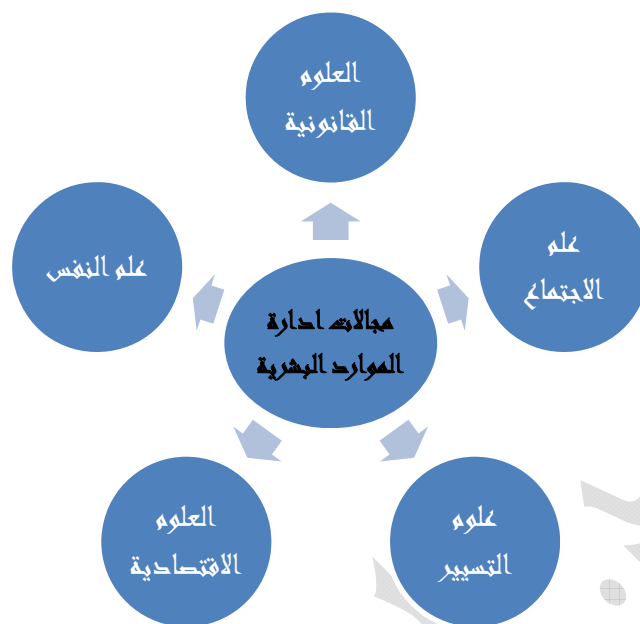 العلوم
القانونية
علم
الاجتماع
علم النفس
مجالات ادارة
الموارد البشرية
علوم
التسيير
العلوم
الاقتصادية